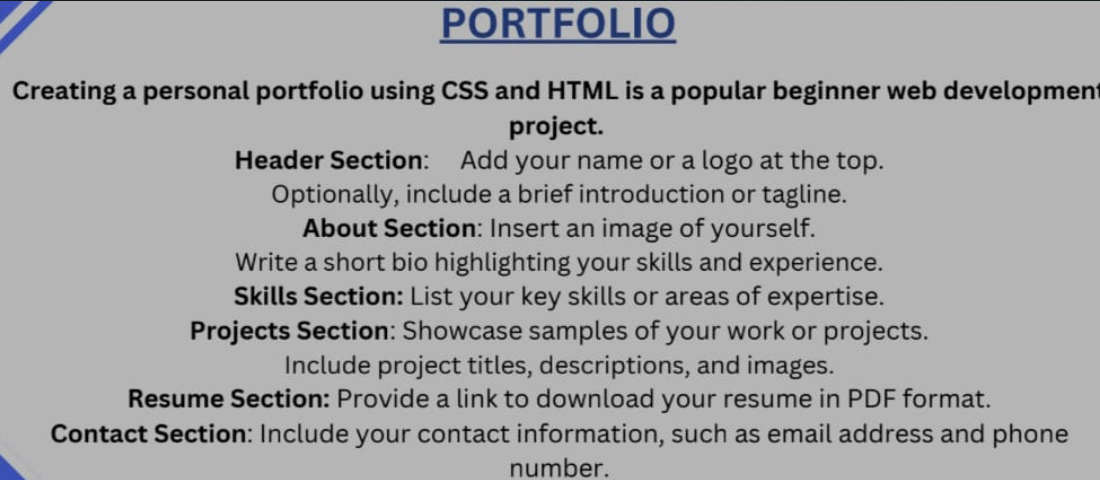 PORTFOLIO
Creating a personal portfolio using CSS and HTML is a popular beginner web development
project.
Header Section: Add your name or a logo at the top.
Optionally, include a brief introduction or tagline.
About Section: Insert an image of yourself.
Write a short bio highlighting your skills and experience.
Skills Section: List your key skills or areas of expertise.
Projects Section: Showcase samples of your work or projects.
Include project titles, descriptions, and images.
Resume Section: Provide a link to download your resume in PDF format.
Contact Section: Include your contact information, such as email address and phone
number.